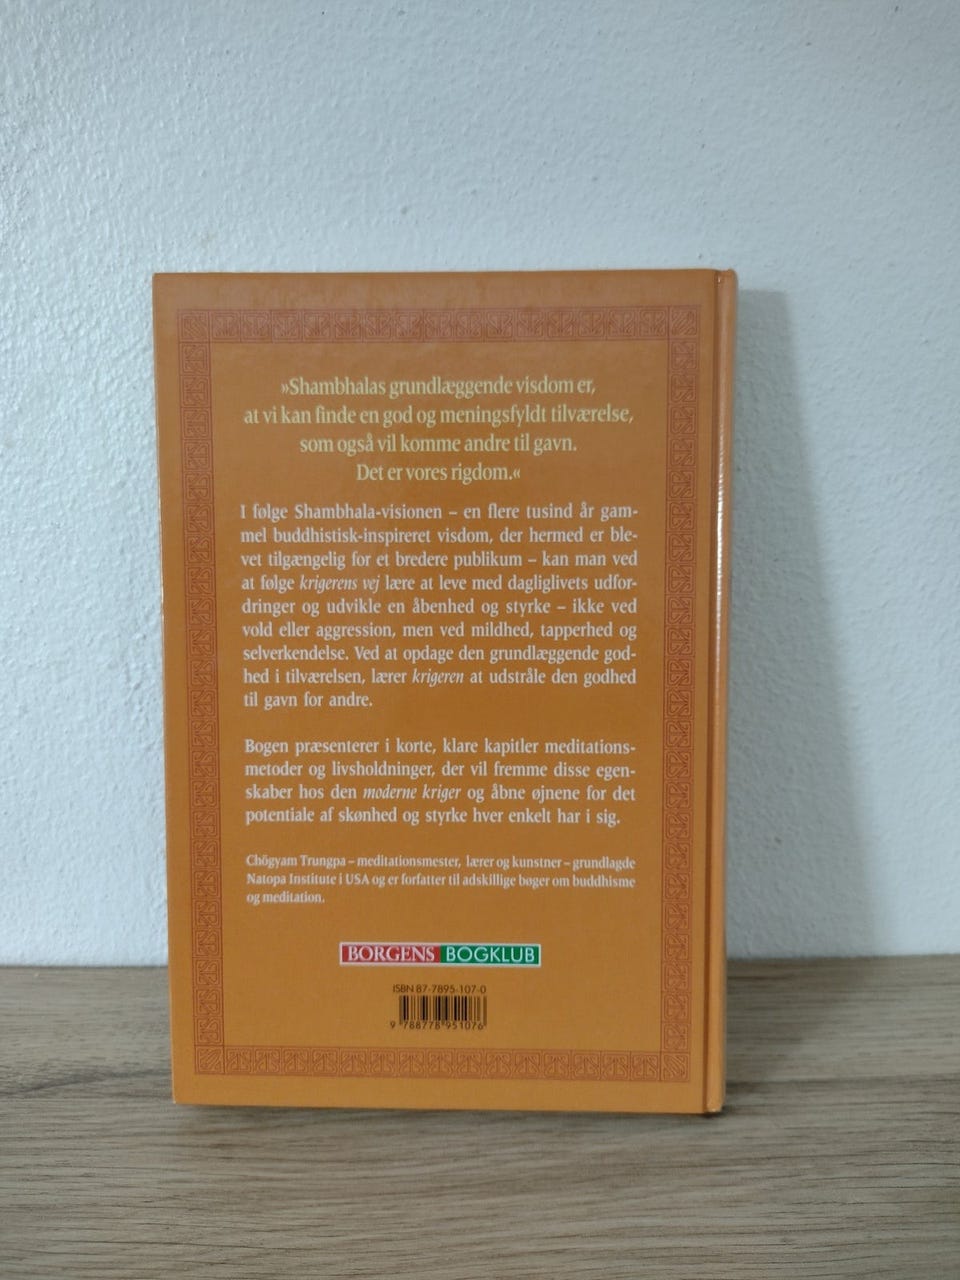 »Shambhalas grundlæggende visdom er,
at vi kan finde en god og meningsfyldt tilværelse,
som også vil komme andre til gavn.
Det er vores rigdom.«
I følge Shambhala-visionen – en flere tusind år gam-
mel buddhistisk-inspireret visdom, der hermed er ble-
vet tilgængelig for et bredere publikum – kan man ved
at følge krigerens vej lære at leve med dagliglivets udfor-
dringer og udvikle en åbenhed og styrke – ikke ved
vold eller aggression, men ved mildhed, tapperhed og
selverkendelse. Ved at opdage den grundlæggende god-
hed i tilværelsen, lærer krigeren at udstråle den godhed
til gavn for andre.
Bogen præsenterer i korte, klare kapitler meditations-
metoder og livsholdninger, der vil fremme disse egen-
skaber hos den moderne kriger og åbne øjnene for det
potentiale af skønhed og styrke hver enkelt har i sig.
Chögyam Trungpa – meditationsmester, lærer og kunstner – grundlagde
Natopa Institute i USA og er forfatter til adskillige bøger om buddhisme
og meditation.
BORGENS BOGKLUB
ISBN 87-7895-107-0
9 788778 951076